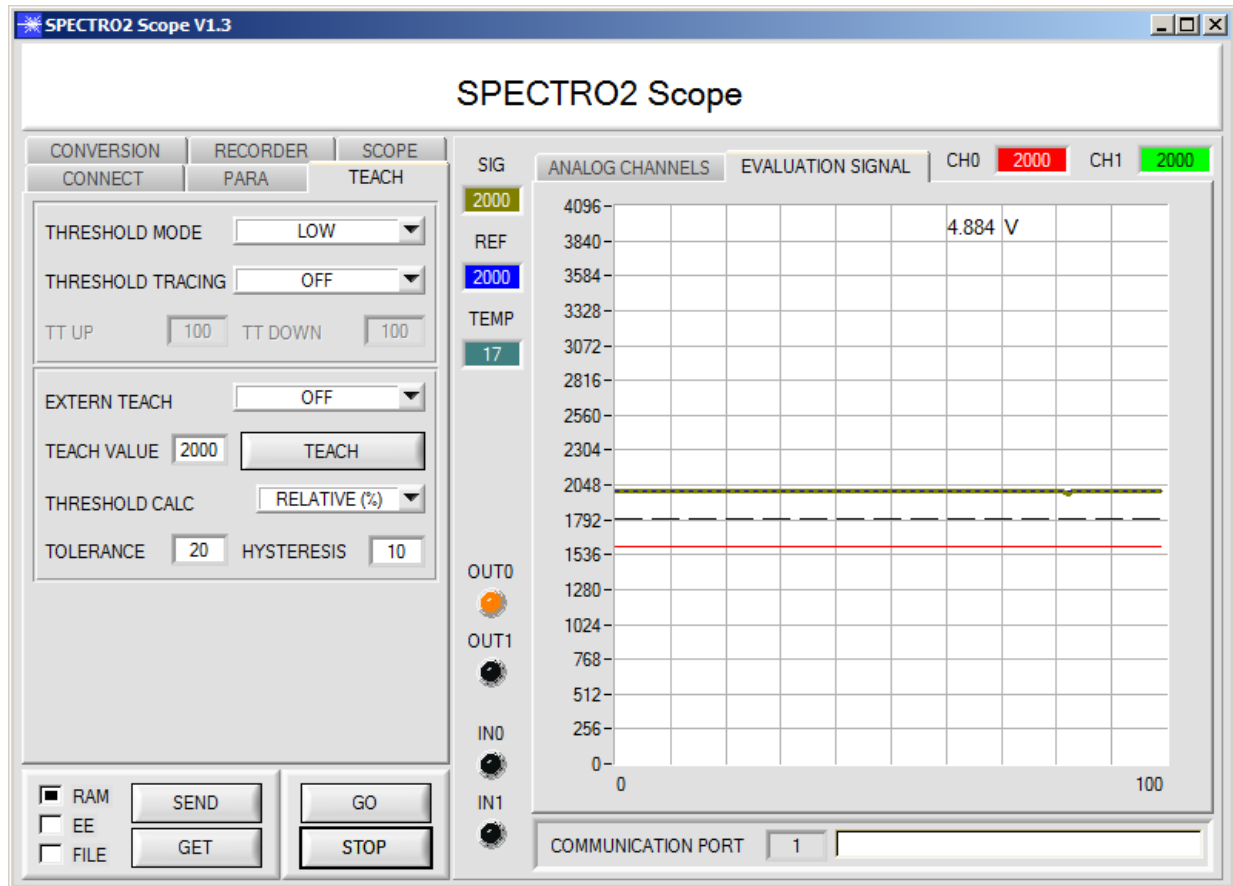 SPECTRO2 Scope V1.3
SPECTRO2 Scope
CONVERSION RECORDER SCOPE
CONNECT PARA TEACH
THRESHOLD MODE LOW
THRESHOLD TRACING OFF
TT UP 100 TT DOWN 100
EXTERN TEACH OFF
TEACH VALUE 2000 TEACH
THRESHOLD CALC RELATIVE (%)
TOLERANCE 20 HYSTERESIS 10
RAM
EE
FILE
SEND
GET
GO
STOP
SIG
2000
REF
2000
TEMP
17
OUT0
OUT1
IN0
IN1
ANALOG CHANNELS EVALUATION SIGNAL CH0 2000 CH1 2000
4.884 V
4096
3840
3584
3328
3072
2816
2560
2304
2048
1792
1536
1280
1024
768
512
256
0
0 100
COMMUNICATION PORT 1